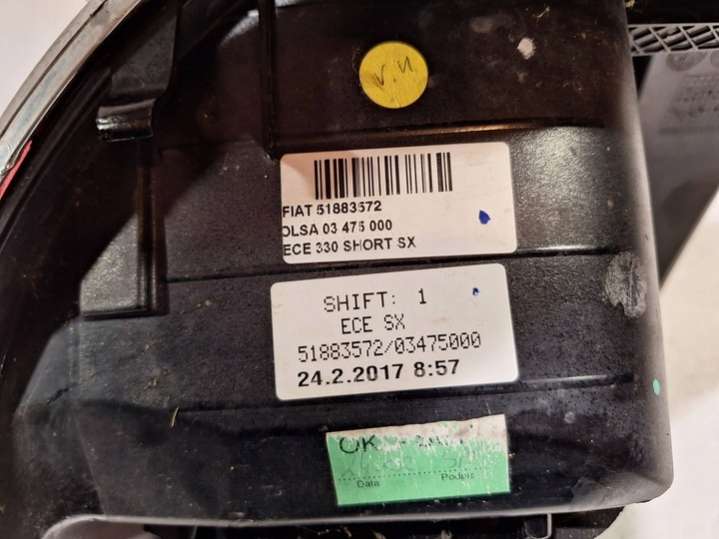 V.N
FIAT 51883572
OLSA 03 475 000
ECE 330 SHORT SX
SHIFT: 1
ECE SX
51883572/03475000
24.2.2017 8:57
OK
Data Podpis